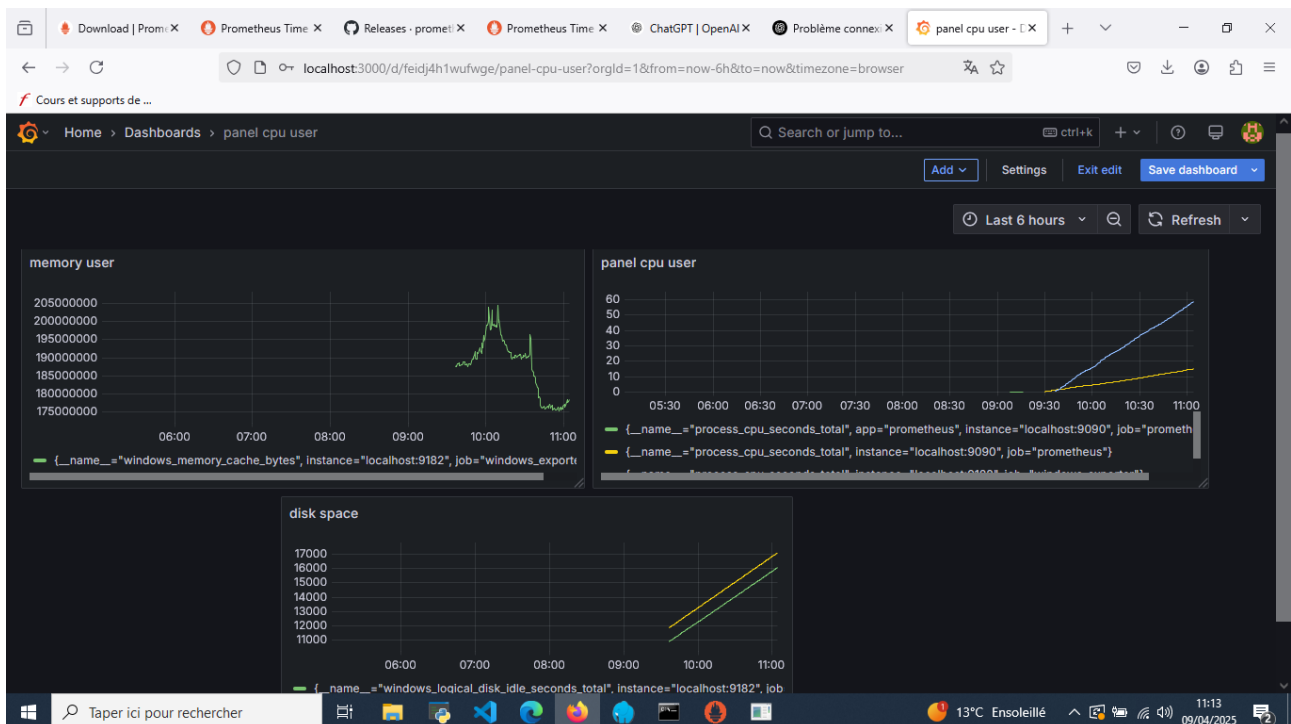 Download | Prom
Prometheus Time
Releases · promet
Prometheus Time
ChatGPT | OpenAI
Problème connexi
panel cpu user - D
localhost:3000/d/feidj4h1wufwge/panel-cpu-user?orgId=1&from=now-6h&to=now&timezone=browser
Cours et supports de ...
Home › Dashboards › panel cpu user
Search or jump to...
ctrl+k
Add
Settings
Exit edit
Save dashboard
Last 6 hours
Refresh
memory user
205000000
200000000
195000000
190000000
185000000
180000000
175000000
06:00 07:00 08:00 09:00 10:00 11:00
{__name__="windows_memory_cache_bytes", instance="localhost:9182", job="windows_exporte
panel cpu user
60
50
40
30
20
10
0
05:30 06:00 06:30 07:00 07:30 08:00 08:30 09:00 09:30 10:00 10:30 11:00
{__name__="process_cpu_seconds_total", app="prometheus", instance="localhost:9090", job="prometh
{__name__="process_cpu_seconds_total", instance="localhost:9090", job="prometheus"}
disk space
17000
16000
15000
14000
13000
12000
11000
06:00 07:00 08:00 09:00 10:00 11:00
{__name__="windows_logical_disk_idle_seconds_total", instance="localhost:9182", job
Taper ici pour rechercher
13°C Ensoleillé
11:13
09/04/2025
2